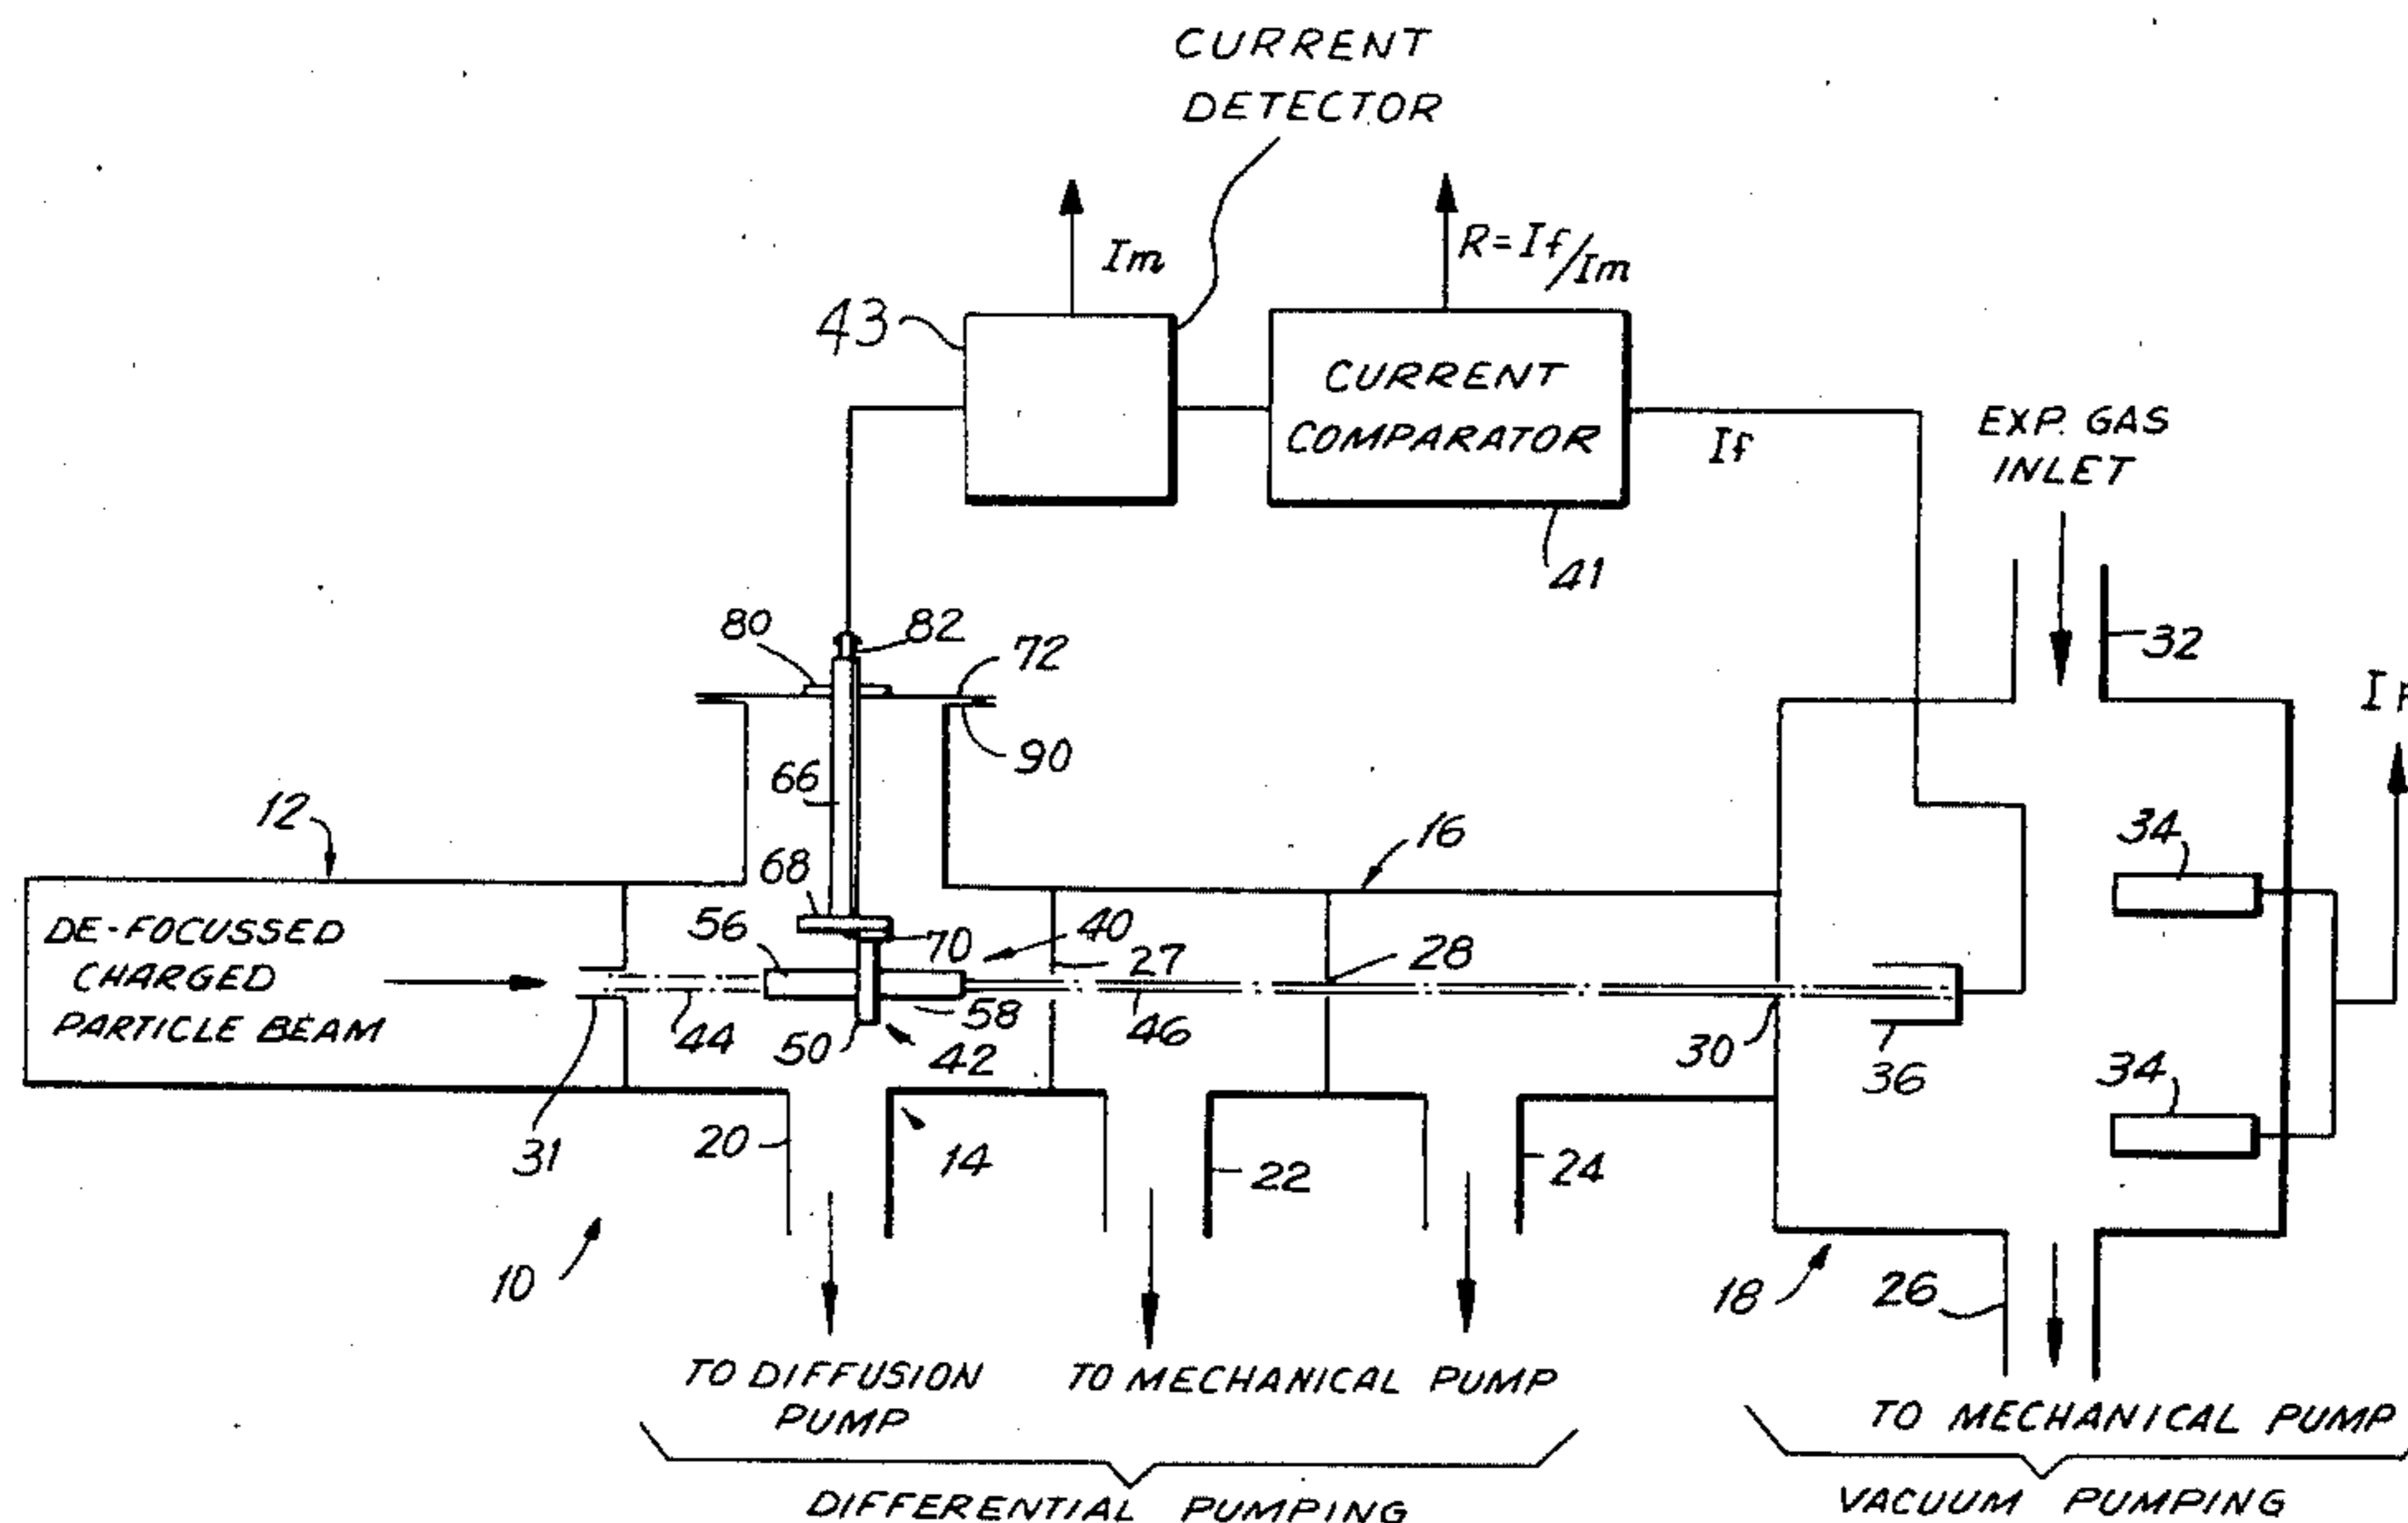 CURRENT
DETECTOR
Im
R=If/Im
43
CURRENT
COMPARATOR
If
41
EXP. GAS
INLET
32
80
82
72
90
66
12
68
16
34
DE-FOCUSSED
CHARGED
PARTICLE BEAM
56
70
40
27
28
58
44
50
42
46
30
36
34
31
20
14
22
24
10
18
26
TO DIFFUSION
PUMP
TO MECHANICAL PUMP
TO MECHANICAL PUMP
DIFFERENTIAL PUMPING
VACUUM PUMPING